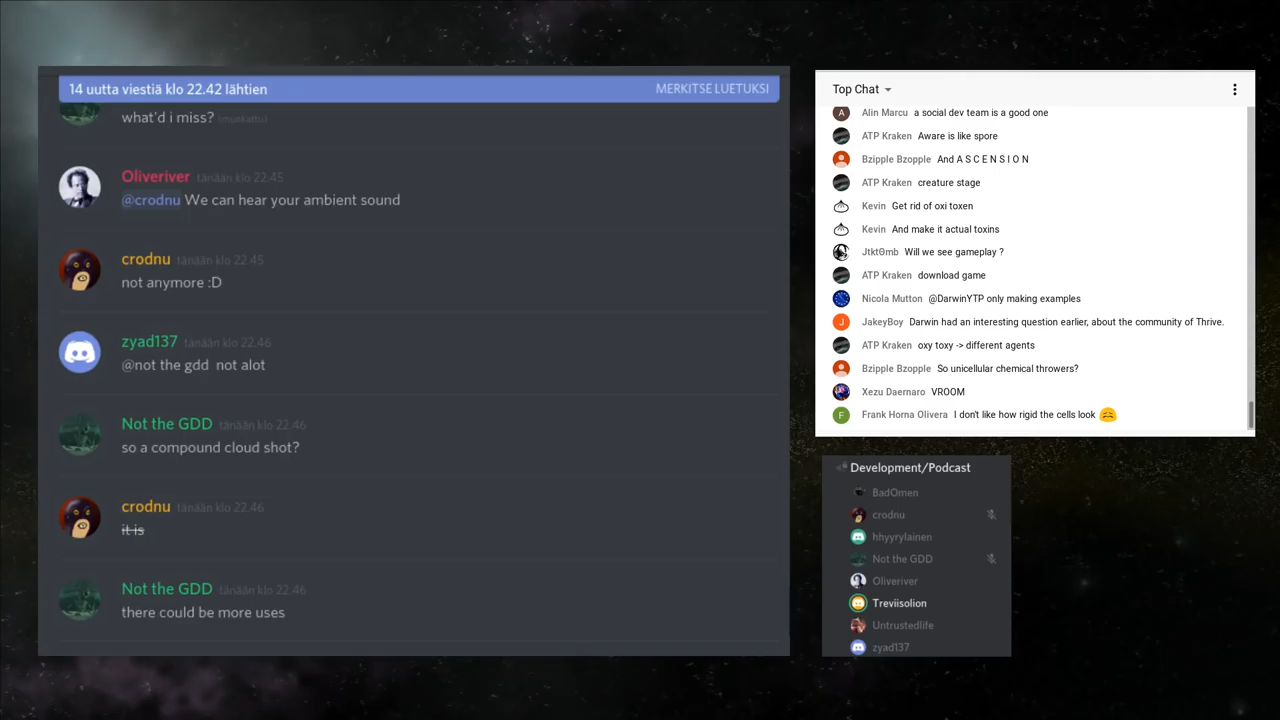 14 uutta viestiä klo 22.42 lähtien MERKITSE LUETUKSI
what'd i miss? (muokattu)
Oliveriver tänään klo 22.45
@crodnu We can hear your ambient sound
crodnu tänään klo 22.45
not anymore :D
zyad137 tänään klo 22.46
@not the gdd not alot
Not the GDD tänään klo 22.46
so a compound cloud shot?
crodnu tänään klo 22.46
it is
Not the GDD tänään klo 22.46
there could be more uses
Top Chat
A Alin Marcu a social dev team is a good one
ATP Kraken Aware is like spore
Bzipple Bzopple And A S C E N S I O N
ATP Kraken creature stage
Kevin Get rid of oxi toxen
Kevin And make it actual toxins
JtktΘmb Will we see gameplay ?
ATP Kraken download game
Nicola Mutton @DarwinYTP only making examples
J JakeyBoy Darwin had an interesting question earlier, about the community of Thrive.
ATP Kraken oxy toxy -> different agents
Bzipple Bzopple So unicellular chemical throwers?
Xezu Daernaro VROOM
F Frank Horna Olivera I don't like how rigid the cells look
Development/Podcast
BadOmen
crodnu
hhyyrylainen
Not the GDD
Oliveriver
Treviisolion
Untrustedlife
zyad137